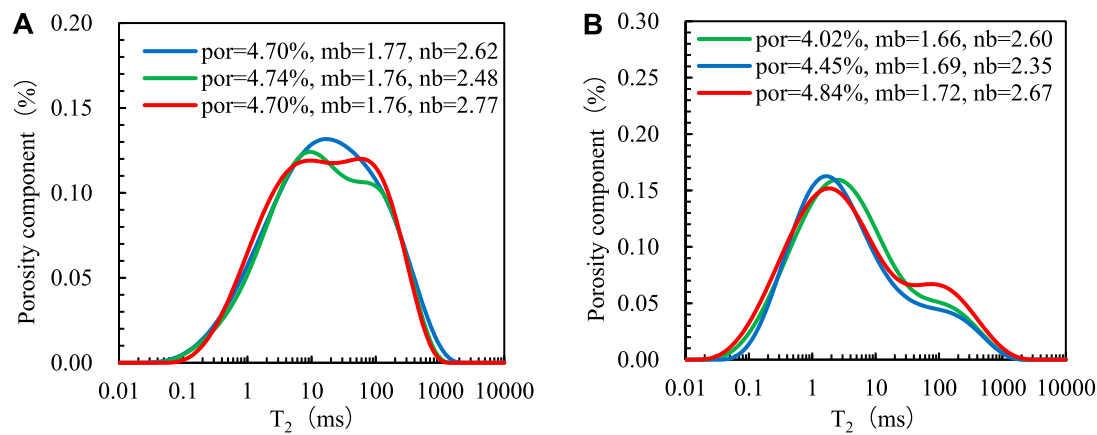 A
0.20
0.15
0.10
0.05
0.00
Porosity component （%）
por=4.70%, mb=1.77, nb=2.62
por=4.74%, mb=1.76, nb=2.48
por=4.70%, mb=1.76, nb=2.77
0.01 0.1 1 10 100 1000 10000
T2（ms）
B
0.30
0.25
0.20
0.15
0.10
0.05
0.00
Porosity component （%）
por=4.02%, mb=1.66, nb=2.60
por=4.45%, mb=1.69, nb=2.35
por=4.84%, mb=1.72, nb=2.67
0.01 0.1 1 10 100 1000 10000
T2（ms）